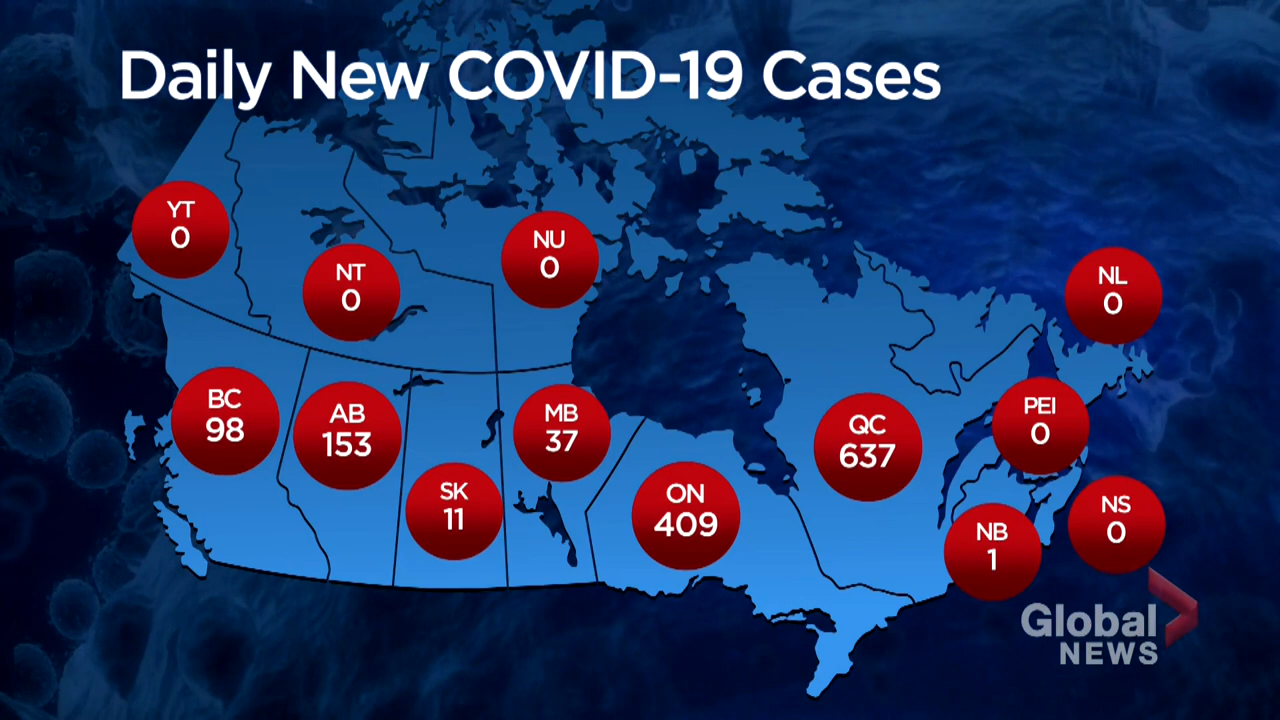 Daily New COVID-19 Cases
YT
0
NT
0
NU
0
NL
0
BC
98
AB
153
SK
11
MB
37
ON
409
QC
637
PEI
0
NB
1
NS
0
Global
NEWS